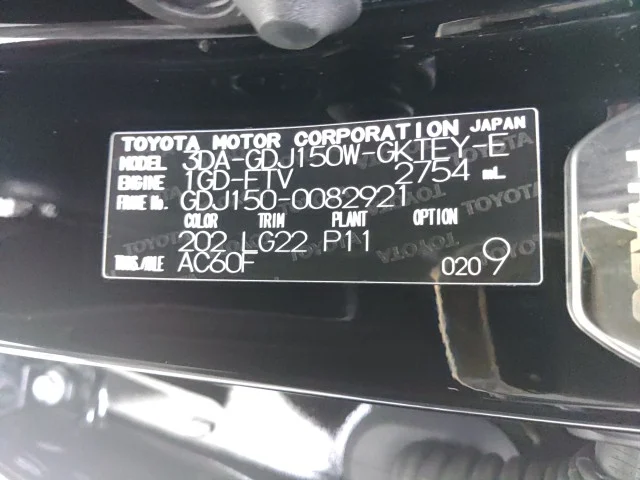 TOYOTA MOTOR CORPORATION JAPAN
MODEL 3DA-GDJ150W-GKTEY-E
ENGINE 1GD-FTV 2754 mL
FRAME No. GDJ150-0082921
COLOR TRIM PLANT OPTION
202 LG22 P11
TRANS./AXLE AC60F 0209